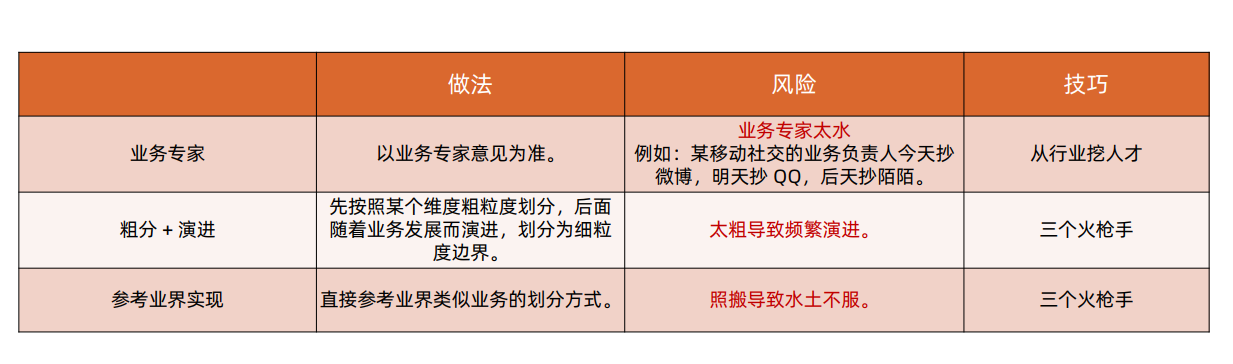 做法
风险
技巧
业务专家
以业务专家意见为准。
业务专家太水
例如：某移动社交的业务负责人今天抄
微博，明天抄 QQ，后天抄陌陌。
从行业挖人才
粗分 + 演进
先按照某个维度粗粒度划分，后面
随着业务发展而演进，划分为细粒
度边界。
太粗导致频繁演进。
三个火枪手
参考业界实现
直接参考业界类似业务的划分方式。
照搬导致水土不服。
三个火枪手